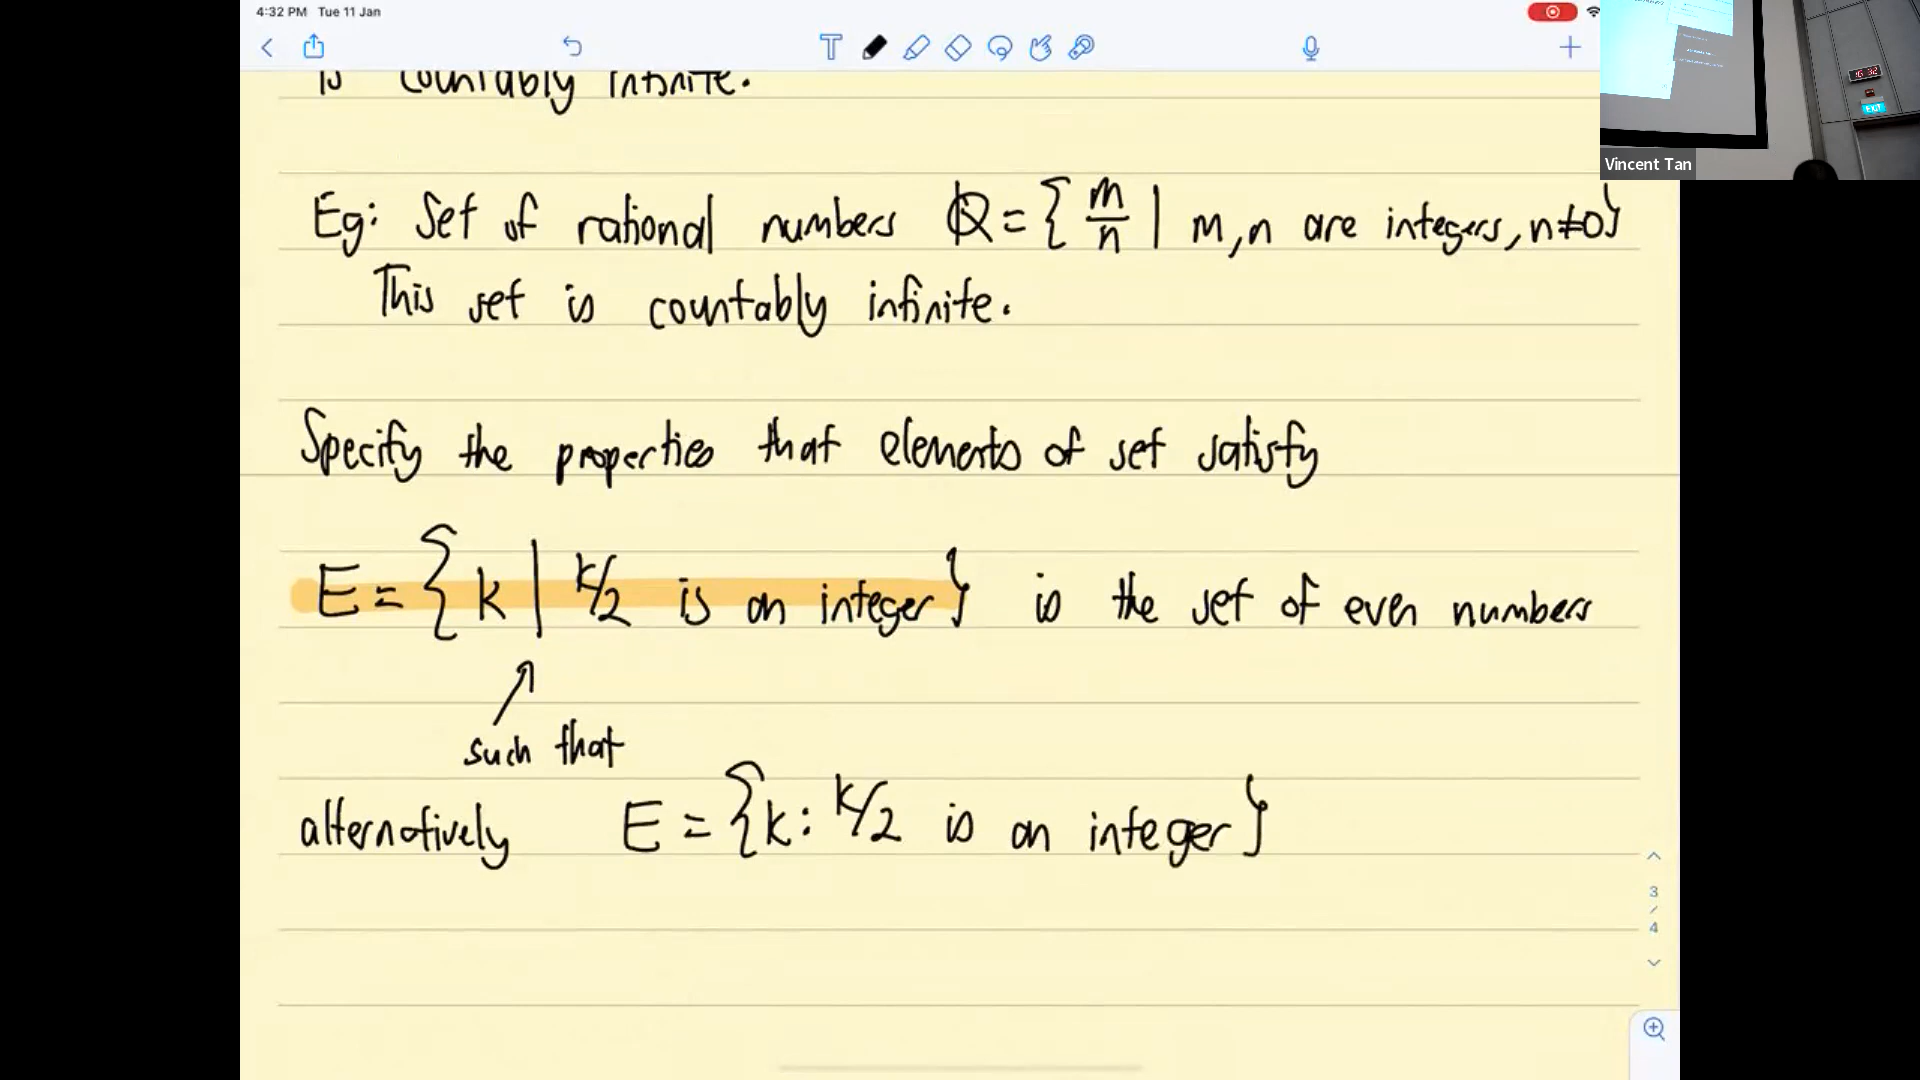 4:32 PM Tue 11 Jan
is countably infinite.
Eg: Set of rational numbers ℚ = { m/n | m, n are integers, n≠0}
This set is countably infinite.
Specify the properties that elements of set satisfy
E = { k | k/2 is an integer} is the set of even numbers
such that
alternatively E = {k : k/2 is an integer}
3
/
4
EXIT
Vincent Tan